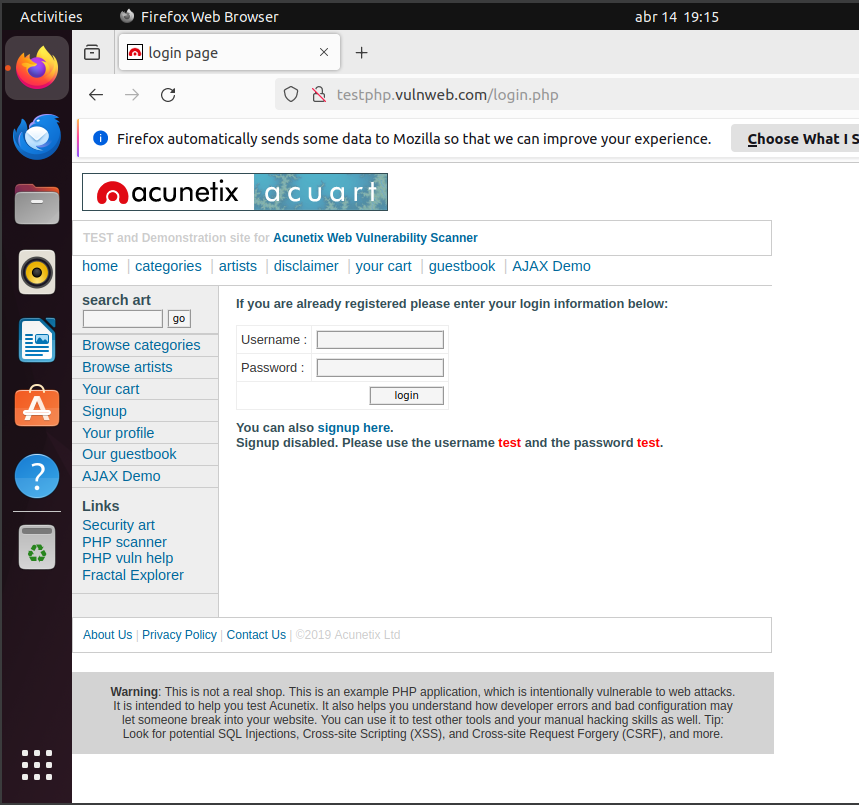 Activities Firefox Web Browser abr 14 19:15
login page
testphp.vulnweb.com/login.php
Firefox automatically sends some data to Mozilla so that we can improve your experience. Choose What I S
acunetix acuart
TEST and Demonstration site for Acunetix Web Vulnerability Scanner
home | categories | artists | disclaimer | your cart | guestbook | AJAX Demo
search art
go
Browse categories
Browse artists
Your cart
Signup
Your profile
Our guestbook
AJAX Demo
Links
Security art
PHP scanner
PHP vuln help
Fractal Explorer
If you are already registered please enter your login information below:
Username :
Password :
login
You can also signup here.
Signup disabled. Please use the username test and the password test.
About Us | Privacy Policy | Contact Us | ©2019 Acunetix Ltd
Warning: This is not a real shop. This is an example PHP application, which is intentionally vulnerable to web attacks.
It is intended to help you test Acunetix. It also helps you understand how developer errors and bad configuration may
let someone break into your website. You can use it to test other tools and your manual hacking skills as well. Tip:
Look for potential SQL Injections, Cross-site Scripting (XSS), and Cross-site Request Forgery (CSRF), and more.